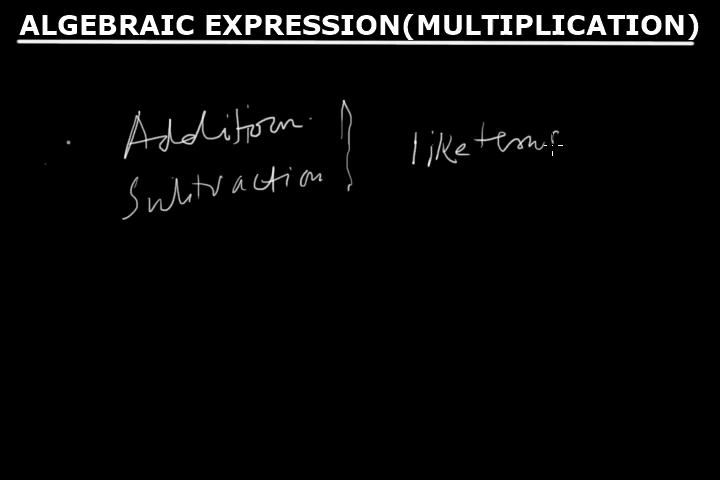 ALGEBRAIC EXPRESSION(MULTIPLICATION)
Addition
Subtraction
like terms